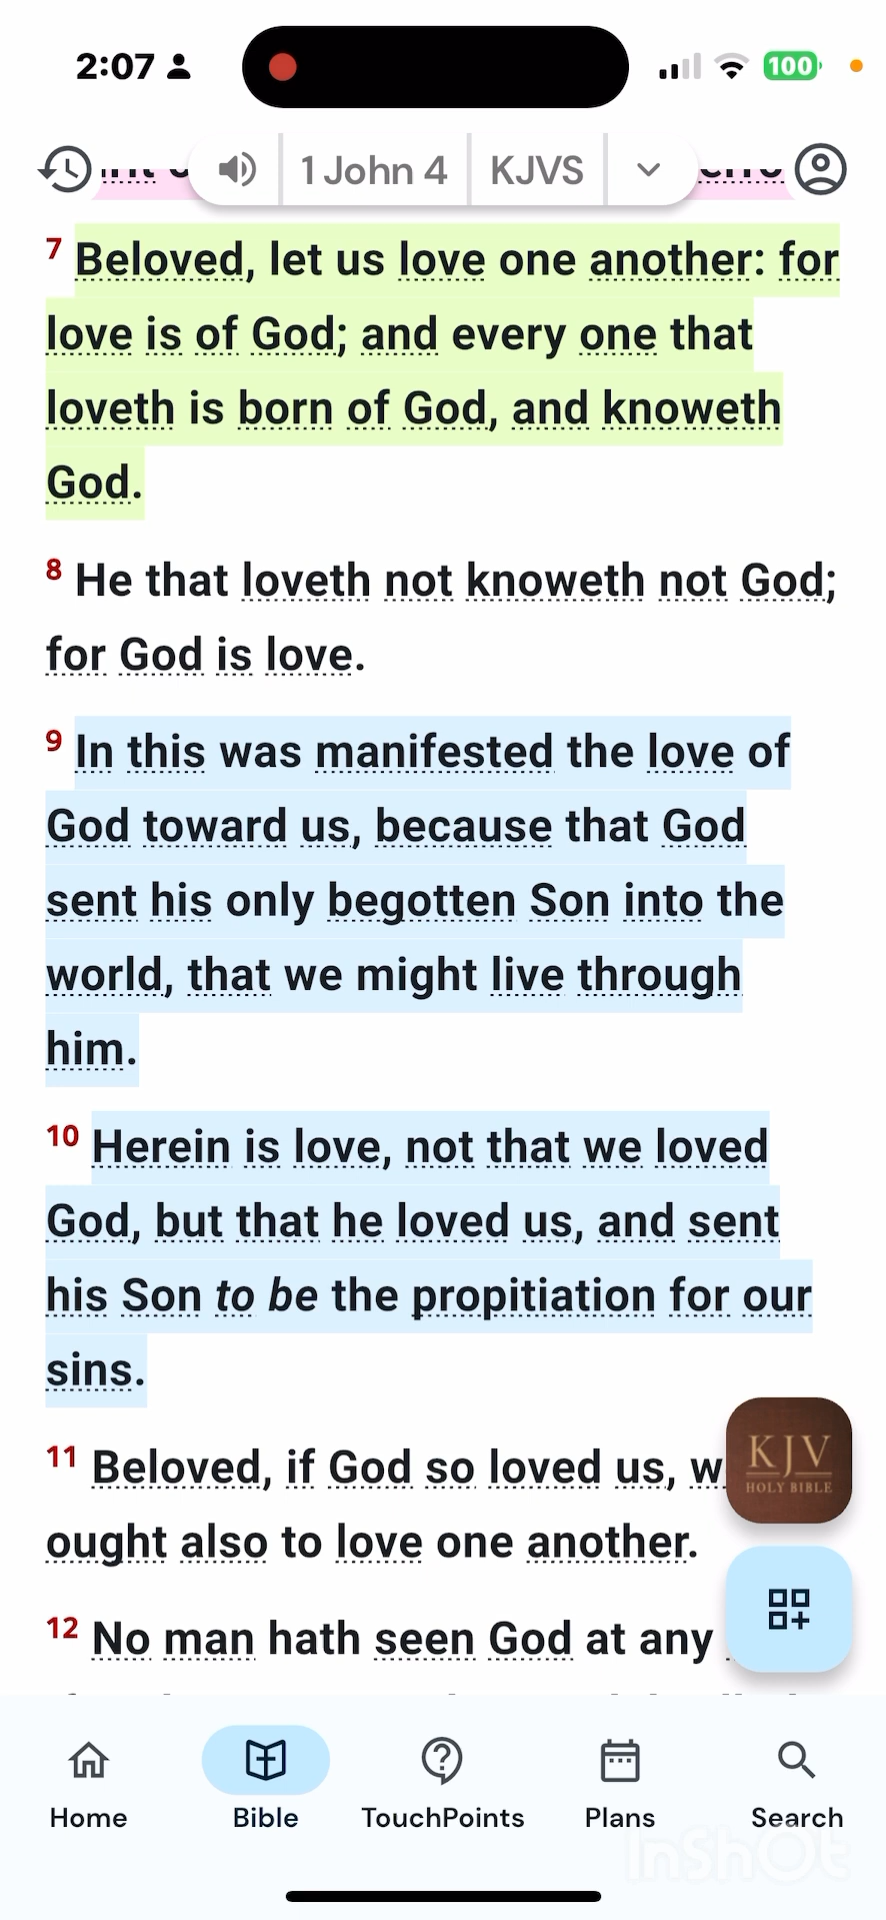 2:07
100
1 John 4
KJVS
7 Beloved, let us love one another: for
love is of God; and every one that
loveth is born of God, and knoweth
God.
8 He that loveth not knoweth not God;
for God is love.
9 In this was manifested the love of
God toward us, because that God
sent his only begotten Son into the
world, that we might live through
him.
10 Herein is love, not that we loved
God, but that he loved us, and sent
his Son to be the propitiation for our
sins.
11 Beloved, if God so loved us, w
ought also to love one another.
12 No man hath seen God at any
KJV
HOLY BIBLE
Home
Bible
TouchPoints
Plans
Search
InShOt